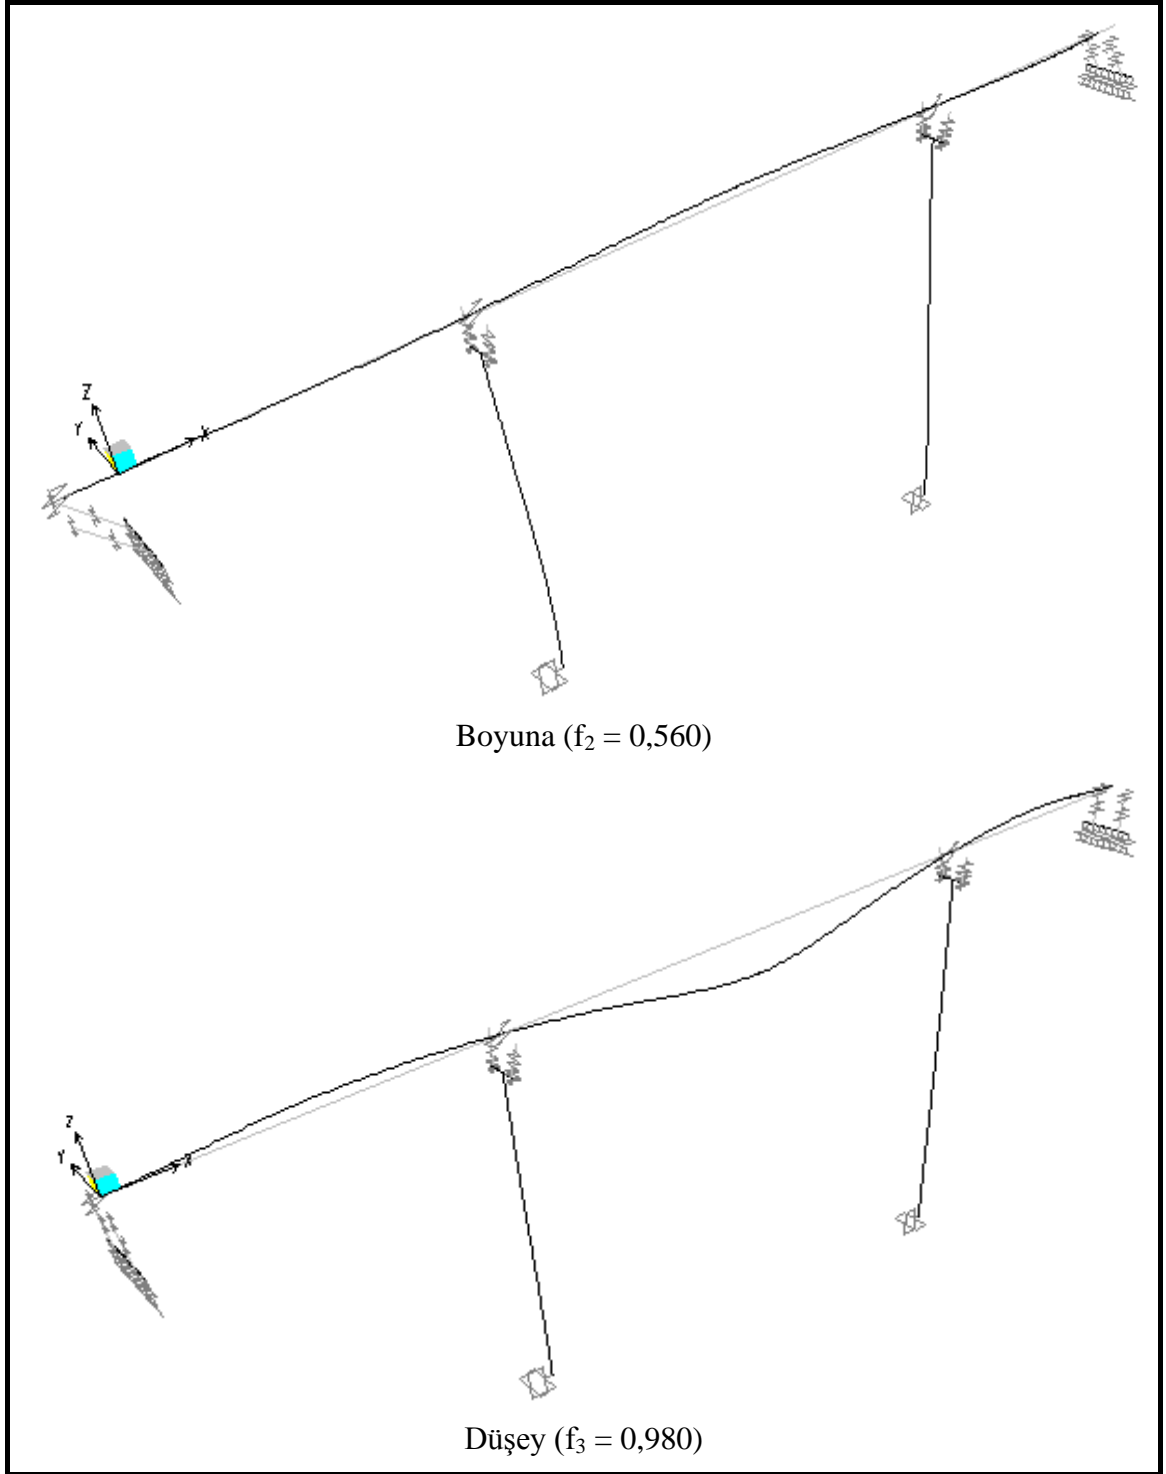 Z
Y
X
Boyuna (f₂ = 0,560)
Z
Y
X
Düşey (f₃ = 0,980)